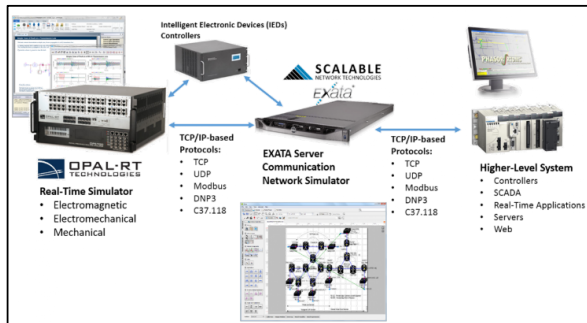 Intelligent Electronic Devices (IEDs)
Controllers
SCALABLE
NETWORK TECHNOLOGIES
EXata
OPAL-RT
TECHNOLOGIES
Real-Time Simulator
• Electromagnetic
• Electromechanical
• Mechanical
TCP/IP-based
Protocols:
• TCP
• UDP
• Modbus
• DNP3
• C37.118
EXATA Server
Communication
Network Simulator
TCP/IP-based
Protocols:
• TCP
• UDP
• Modbus
• DNP3
• C37.118
Higher-Level System
• Controllers
• SCADA
• Real-Time Applications
• Servers
• Web